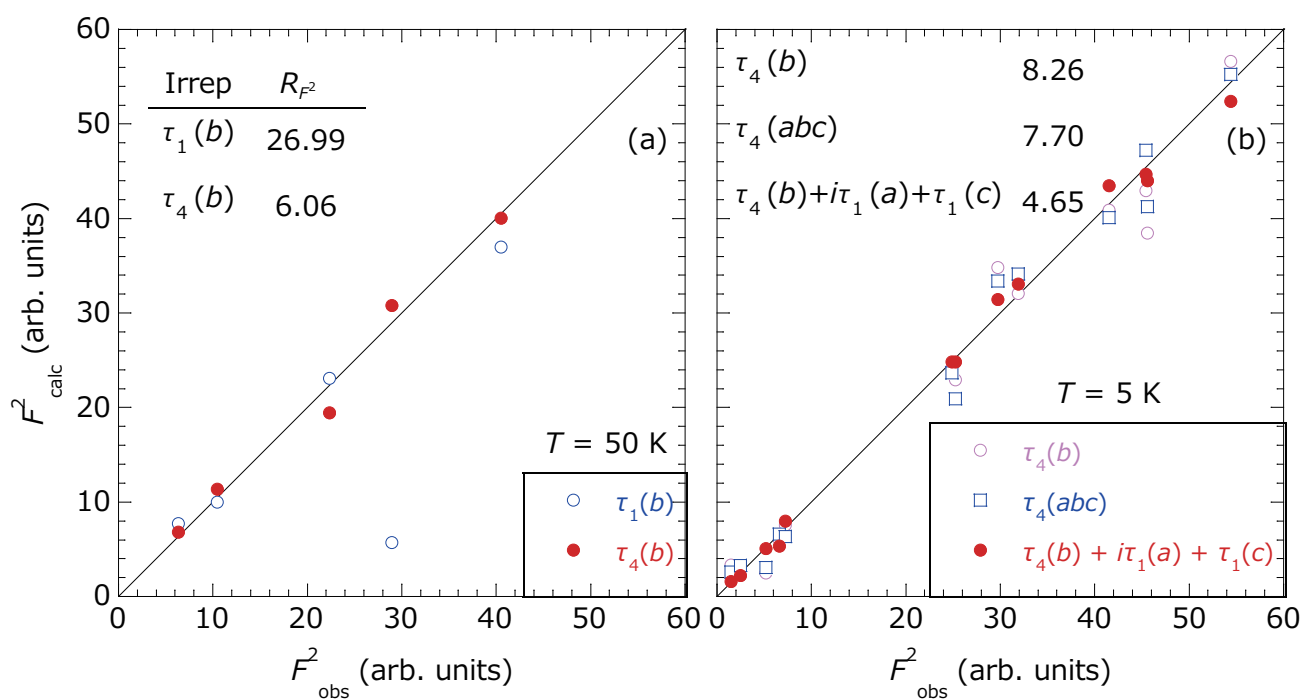 60
50
40
30
20
10
0
F²calc (arb. units)
Irrep R_F²
τ₁(b) 26.99
τ₄(b) 6.06
(a)
T = 50 K
τ₁(b)
τ₄(b)
0 10 20 30 40 50 60
F²obs (arb. units)
τ₄(b) 8.26
τ₄(abc) 7.70
τ₄(b)+iτ₁(a)+τ₁(c) 4.65
(b)
T = 5 K
τ₄(b)
τ₄(abc)
τ₄(b) + iτ₁(a) + τ₁(c)
0 10 20 30 40 50 60
F²obs (arb. units)